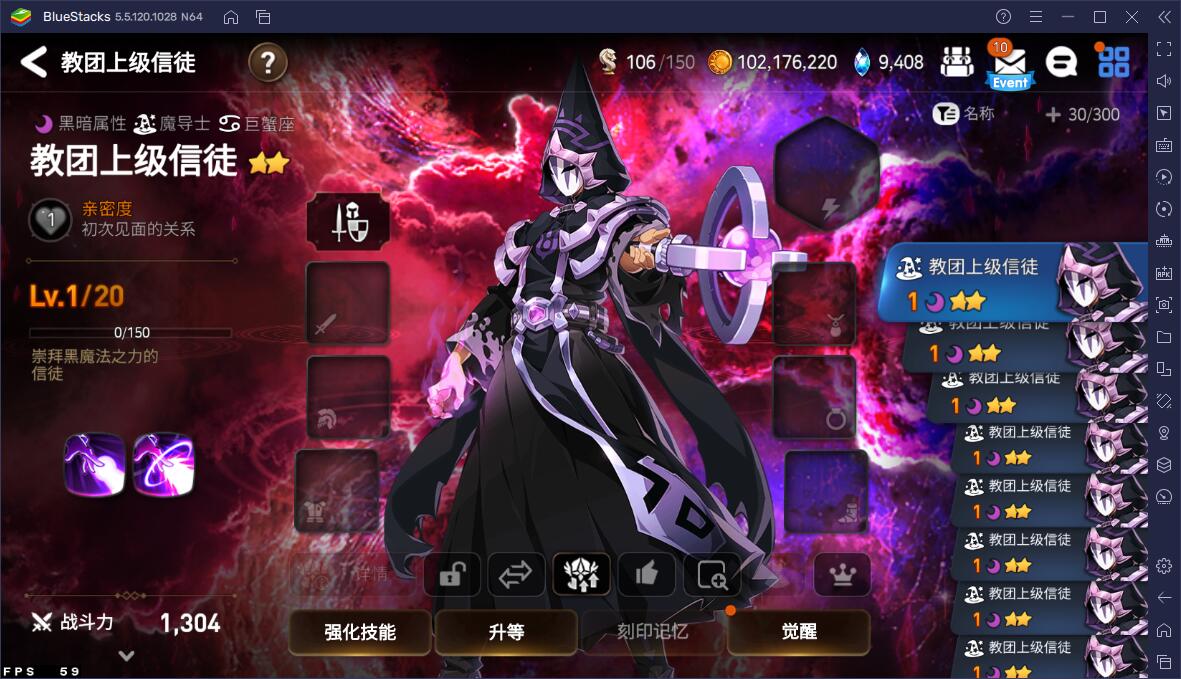 BlueStacks 5.5.120.1028 N64
教团上级信徒 ?
106/150 102,176,220 9,408 10
Event
黑暗属性 魔导士 巨蟹座
名称 30/300
教团上级信徒
1 亲密度
初次见面的关系
Lv.1/20
0/150
崇拜黑魔法之力的
信徒
教团上级信徒
1
教团上级信徒
1
教团上级信徒
1
教团上级信徒
1
教团上级信徒
1
教团上级信徒
1
教团上级信徒
1
教团上级信徒
1
详情
战斗力 1,304
强化技能 升等 刻印记忆 觉醒
FPS 59